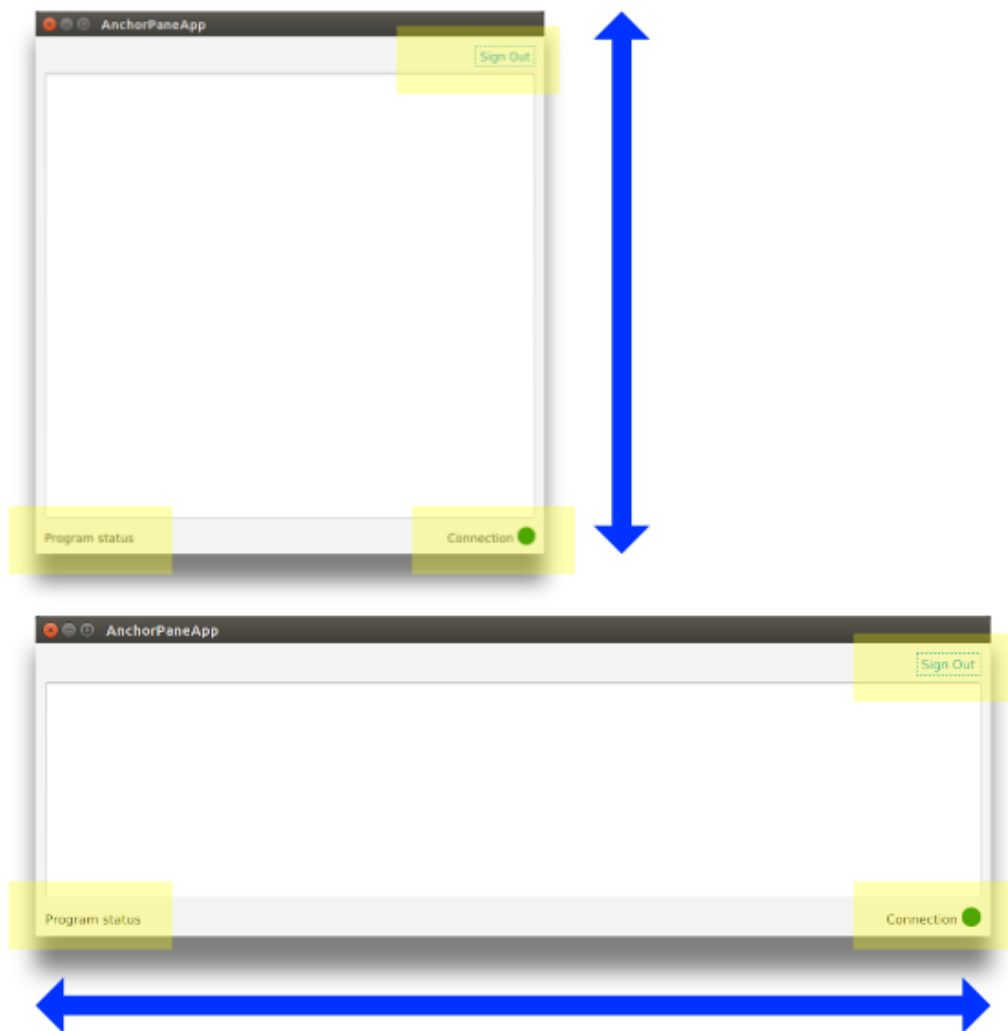 AnchorPaneApp
Sign Out
Program status
Connection
AnchorPaneApp
Sign Out
Program status
Connection